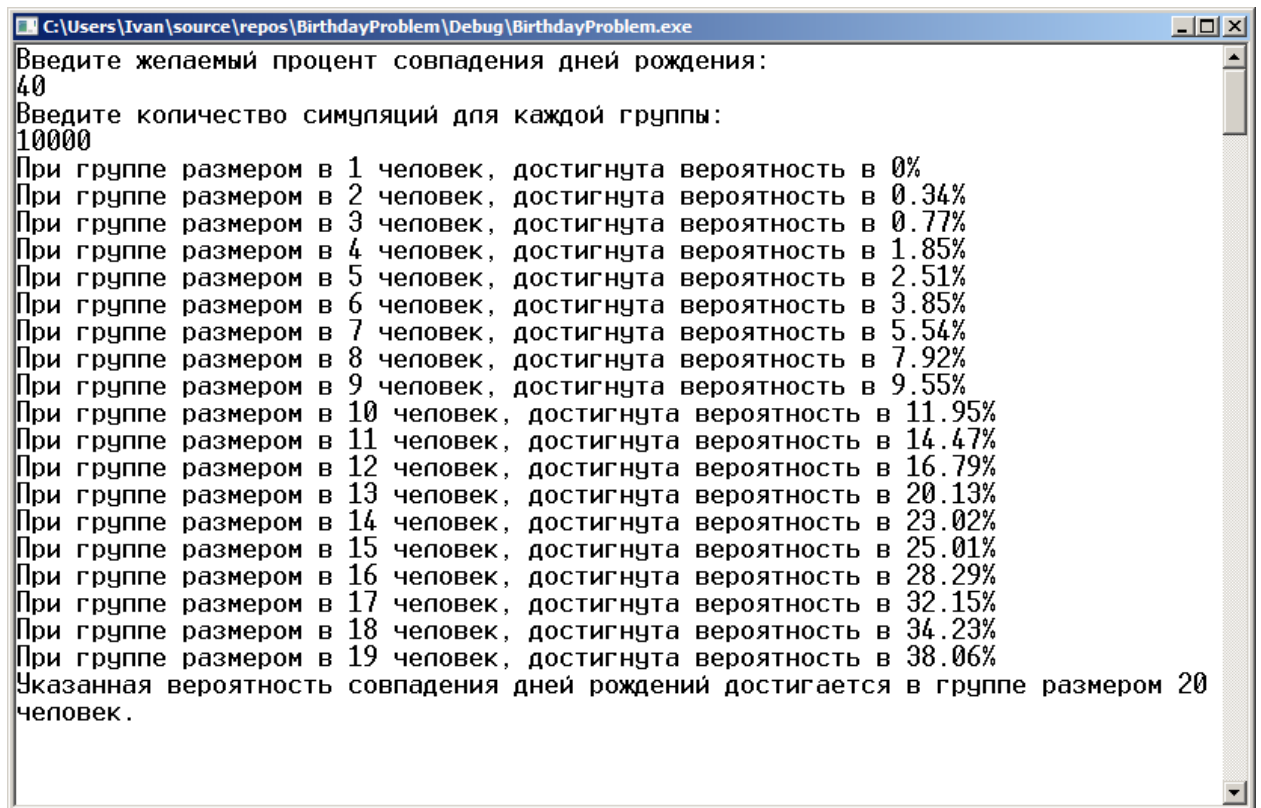 C:\Users\Ivan\source\repos\BirthdayProblem\Debug\BirthdayProblem.exe
Введите желаемый процент совпадения дней рождения:
40
Введите количество симуляций для каждой группы:
10000
При группе размером в 1 человек, достигнута вероятность в 0%
При группе размером в 2 человек, достигнута вероятность в 0.34%
При группе размером в 3 человек, достигнута вероятность в 0.77%
При группе размером в 4 человек, достигнута вероятность в 1.85%
При группе размером в 5 человек, достигнута вероятность в 2.51%
При группе размером в 6 человек, достигнута вероятность в 3.85%
При группе размером в 7 человек, достигнута вероятность в 5.54%
При группе размером в 8 человек, достигнута вероятность в 7.92%
При группе размером в 9 человек, достигнута вероятность в 9.55%
При группе размером в 10 человек, достигнута вероятность в 11.95%
При группе размером в 11 человек, достигнута вероятность в 14.47%
При группе размером в 12 человек, достигнута вероятность в 16.79%
При группе размером в 13 человек, достигнута вероятность в 20.13%
При группе размером в 14 человек, достигнута вероятность в 23.02%
При группе размером в 15 человек, достигнута вероятность в 25.01%
При группе размером в 16 человек, достигнута вероятность в 28.29%
При группе размером в 17 человек, достигнута вероятность в 32.15%
При группе размером в 18 человек, достигнута вероятность в 34.23%
При группе размером в 19 человек, достигнута вероятность в 38.06%
Указанная вероятность совпадения дней рождений достигается в группе размером 20
человек.